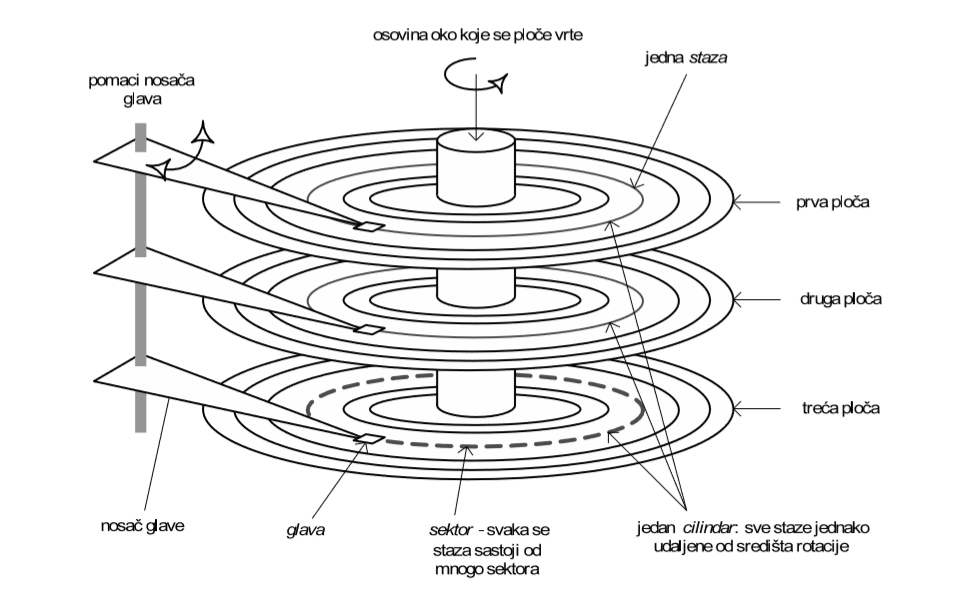 osovina oko koje se ploče vrte
jedna staza
pomaci nosača
glava
prva ploča
druga ploča
treća ploča
nosač glave
glava
sektor - svaka se
staza sastoji od
mnogo sektora
jedan cilindar: sve staze jednako
udaljene od središta rotacije